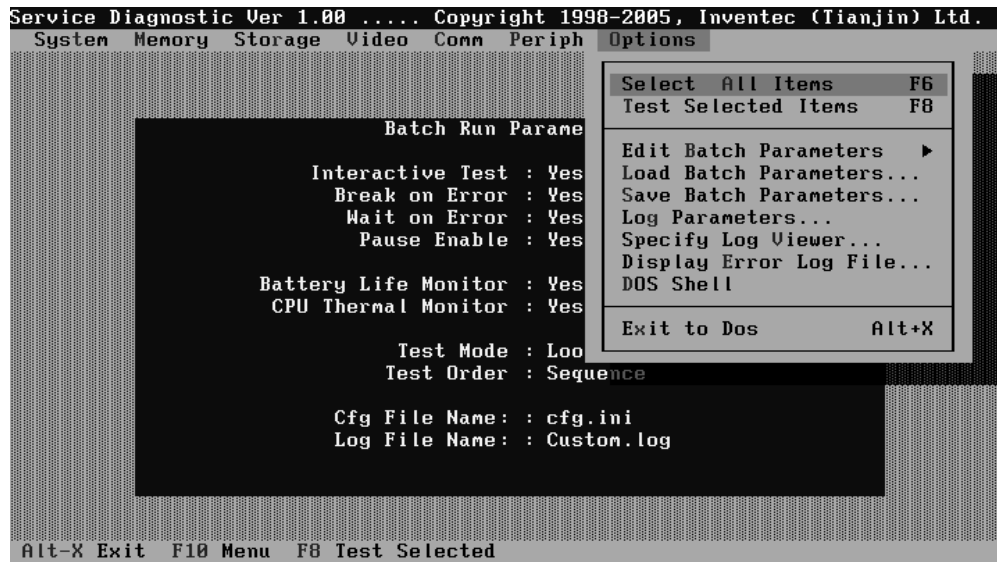 Service Diagnostic Ver 1.00 ..... Copyright 1998-2005, Inventec (Tianjin) Ltd.
System Memory Storage Video Comm Periph Options
Select All Items F6
Test Selected Items F8
Edit Batch Parameters ►
Load Batch Parameters...
Save Batch Parameters...
Log Parameters...
Specify Log Viewer...
Display Error Log File...
DOS Shell
Exit to Dos Alt+X
Batch Run Parame
Interactive Test : Yes
Break on Error : Yes
Wait on Error : Yes
Pause Enable : Yes
Battery Life Monitor : Yes
CPU Thermal Monitor : Yes
Test Mode : Loo
Test Order : Sequence
Cfg File Name: : cfg.ini
Log File Name: : Custom.log
Alt-X Exit F10 Menu F8 Test Selected